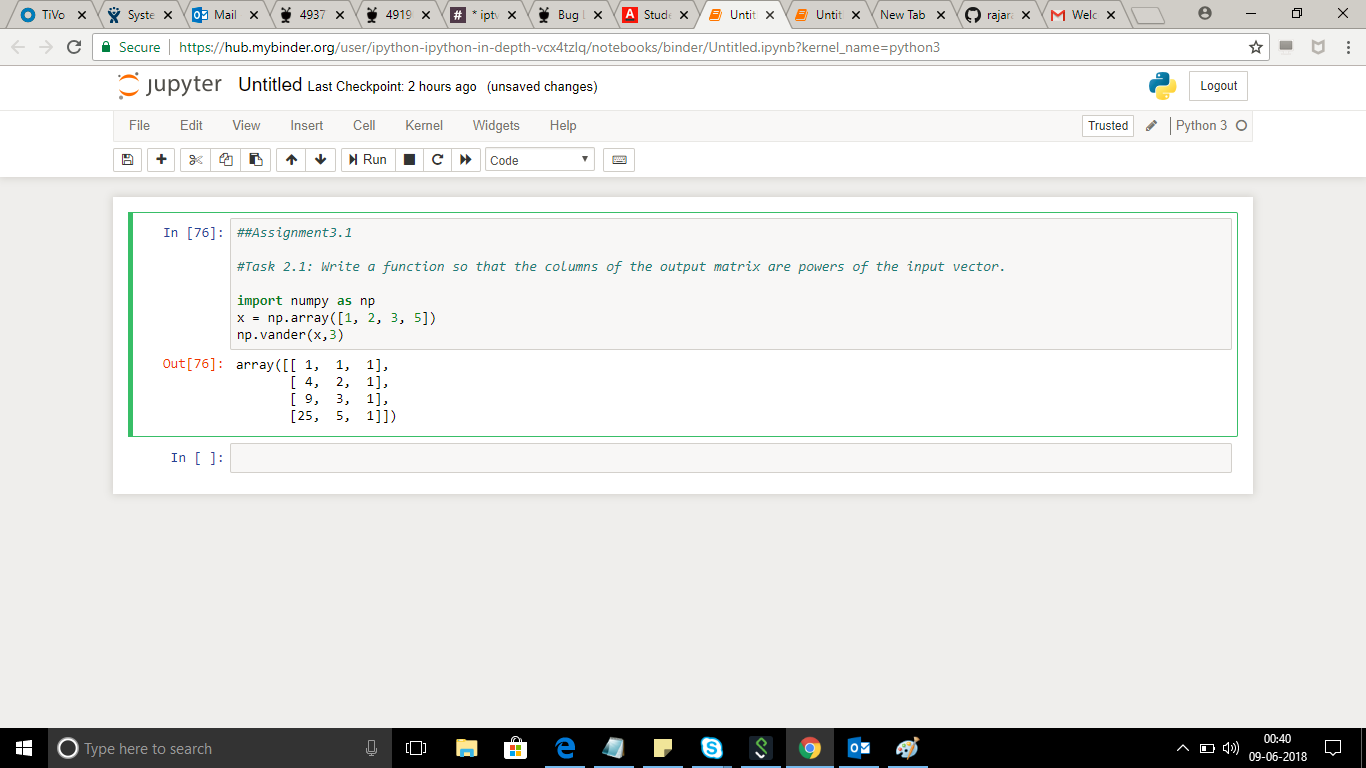 TiVo
Syste
Mail
4937
4919
* iptv
Bug
Stude
Untit
Untit
New Tab
rajara
Welc
Secure https://hub.mybinder.org/user/ipython-ipython-in-depth-vcx4tzlq/notebooks/binder/Untitled.ipynb?kernel_name=python3
jupyter Untitled Last Checkpoint: 2 hours ago (unsaved changes)
Logout
File Edit View Insert Cell Kernel Widgets Help
Trusted Python 3
Run Code
In [76]: ##Assignment3.1
#Task 2.1: Write a function so that the columns of the output matrix are powers of the input vector.
import numpy as np
x = np.array([1, 2, 3, 5])
np.vander(x,3)
Out[76]: array([[ 1, 1, 1],
[ 4, 2, 1],
[ 9, 3, 1],
[25, 5, 1]])
In [ ]:
Type here to search
00:40
09-06-2018